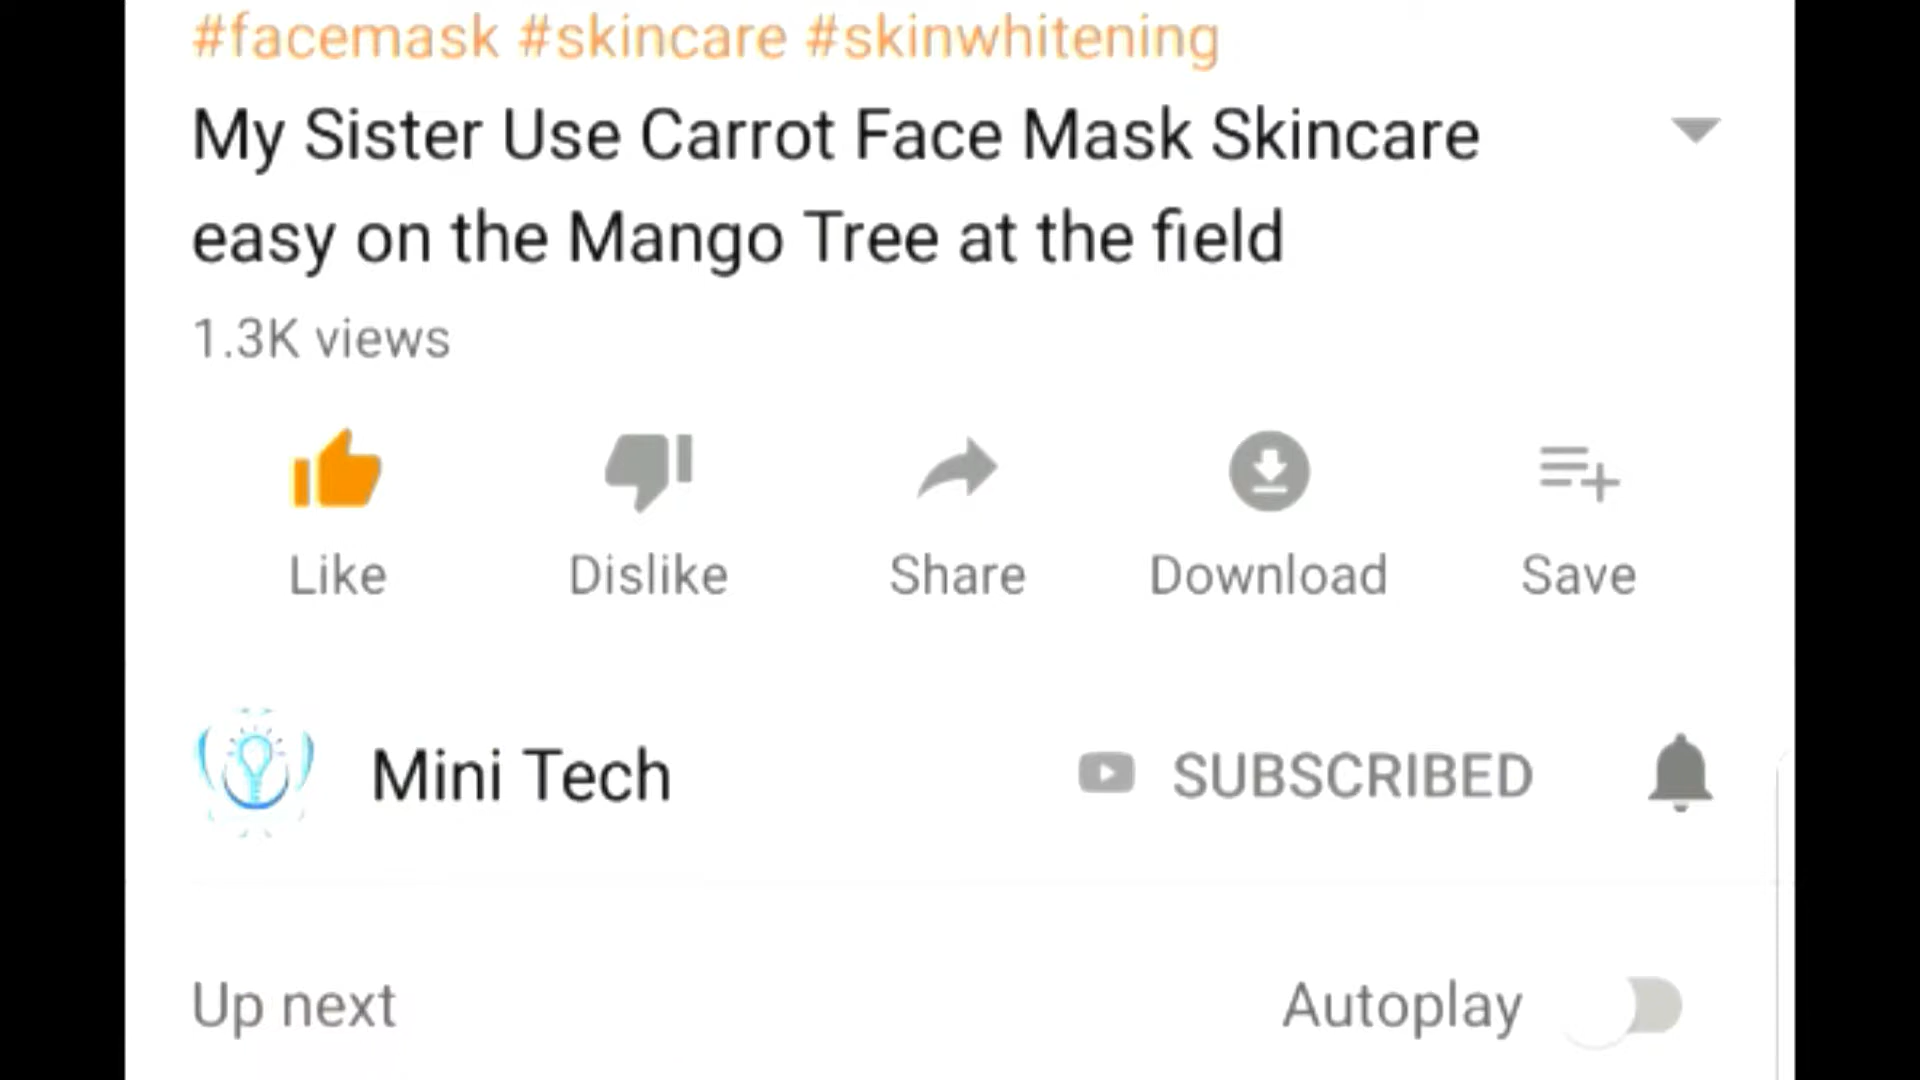 #facemask #skincare #skinwhitening
My Sister Use Carrot Face Mask Skincare
easy on the Mango Tree at the field
1.3K views
Like Dislike Share Download Save
Mini Tech SUBSCRIBED
Up next Autoplay